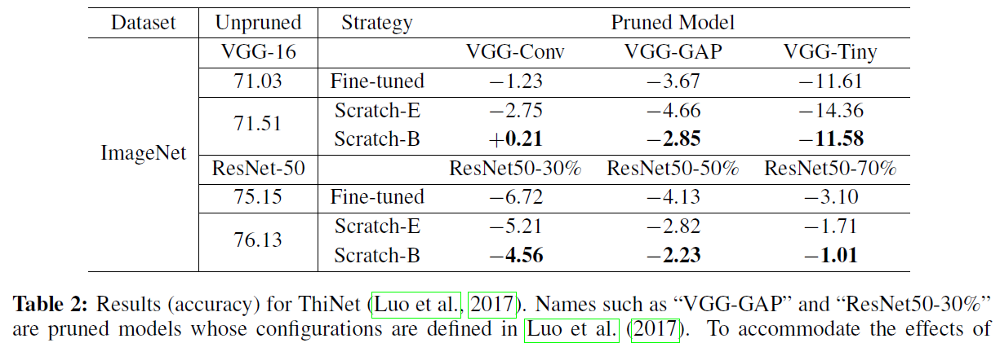 Dataset Unpruned Strategy Pruned Model
VGG-16 VGG-Conv VGG-GAP VGG-Tiny
71.03 Fine-tuned −1.23 −3.67 −11.61
Scratch-E −2.75 −4.66 −14.36
71.51
Scratch-B +0.21 −2.85 −11.58
ImageNet
ResNet-50 ResNet50-30% ResNet50-50% ResNet50-70%
75.15 Fine-tuned −6.72 −4.13 −3.10
Scratch-E −5.21 −2.82 −1.71
76.13
Scratch-B −4.56 −2.23 −1.01
Table 2: Results (accuracy) for ThiNet (Luo et al., 2017). Names such as “VGG-GAP” and “ResNet50-30%”
are pruned models whose configurations are defined in Luo et al. (2017). To accommodate the effects of